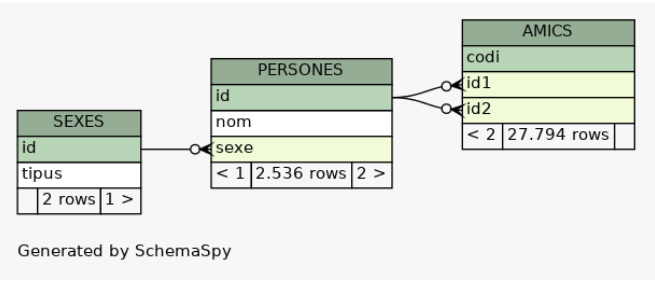 SEXES
id
tipus
2 rows 1 >
PERSONES
id
nom
sexe
< 1 2.536 rows 2 >
AMICS
codi
id1
id2
< 2 27.794 rows
Generated by SchemaSpy